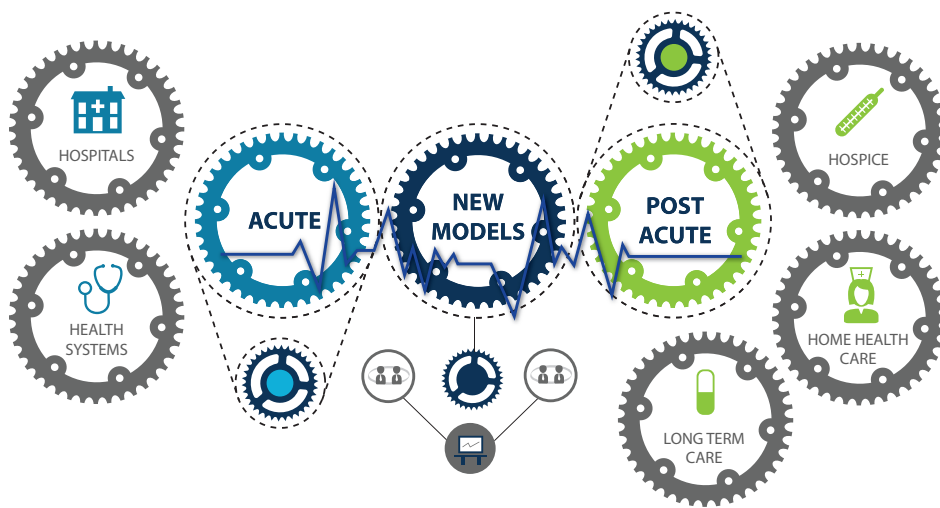 HOSPITALS
HEALTH
SYSTEMS
ACUTE
NEW
MODELS
POST
ACUTE
HOSPICE
HOME HEALTH
CARE
LONG TERM
CARE